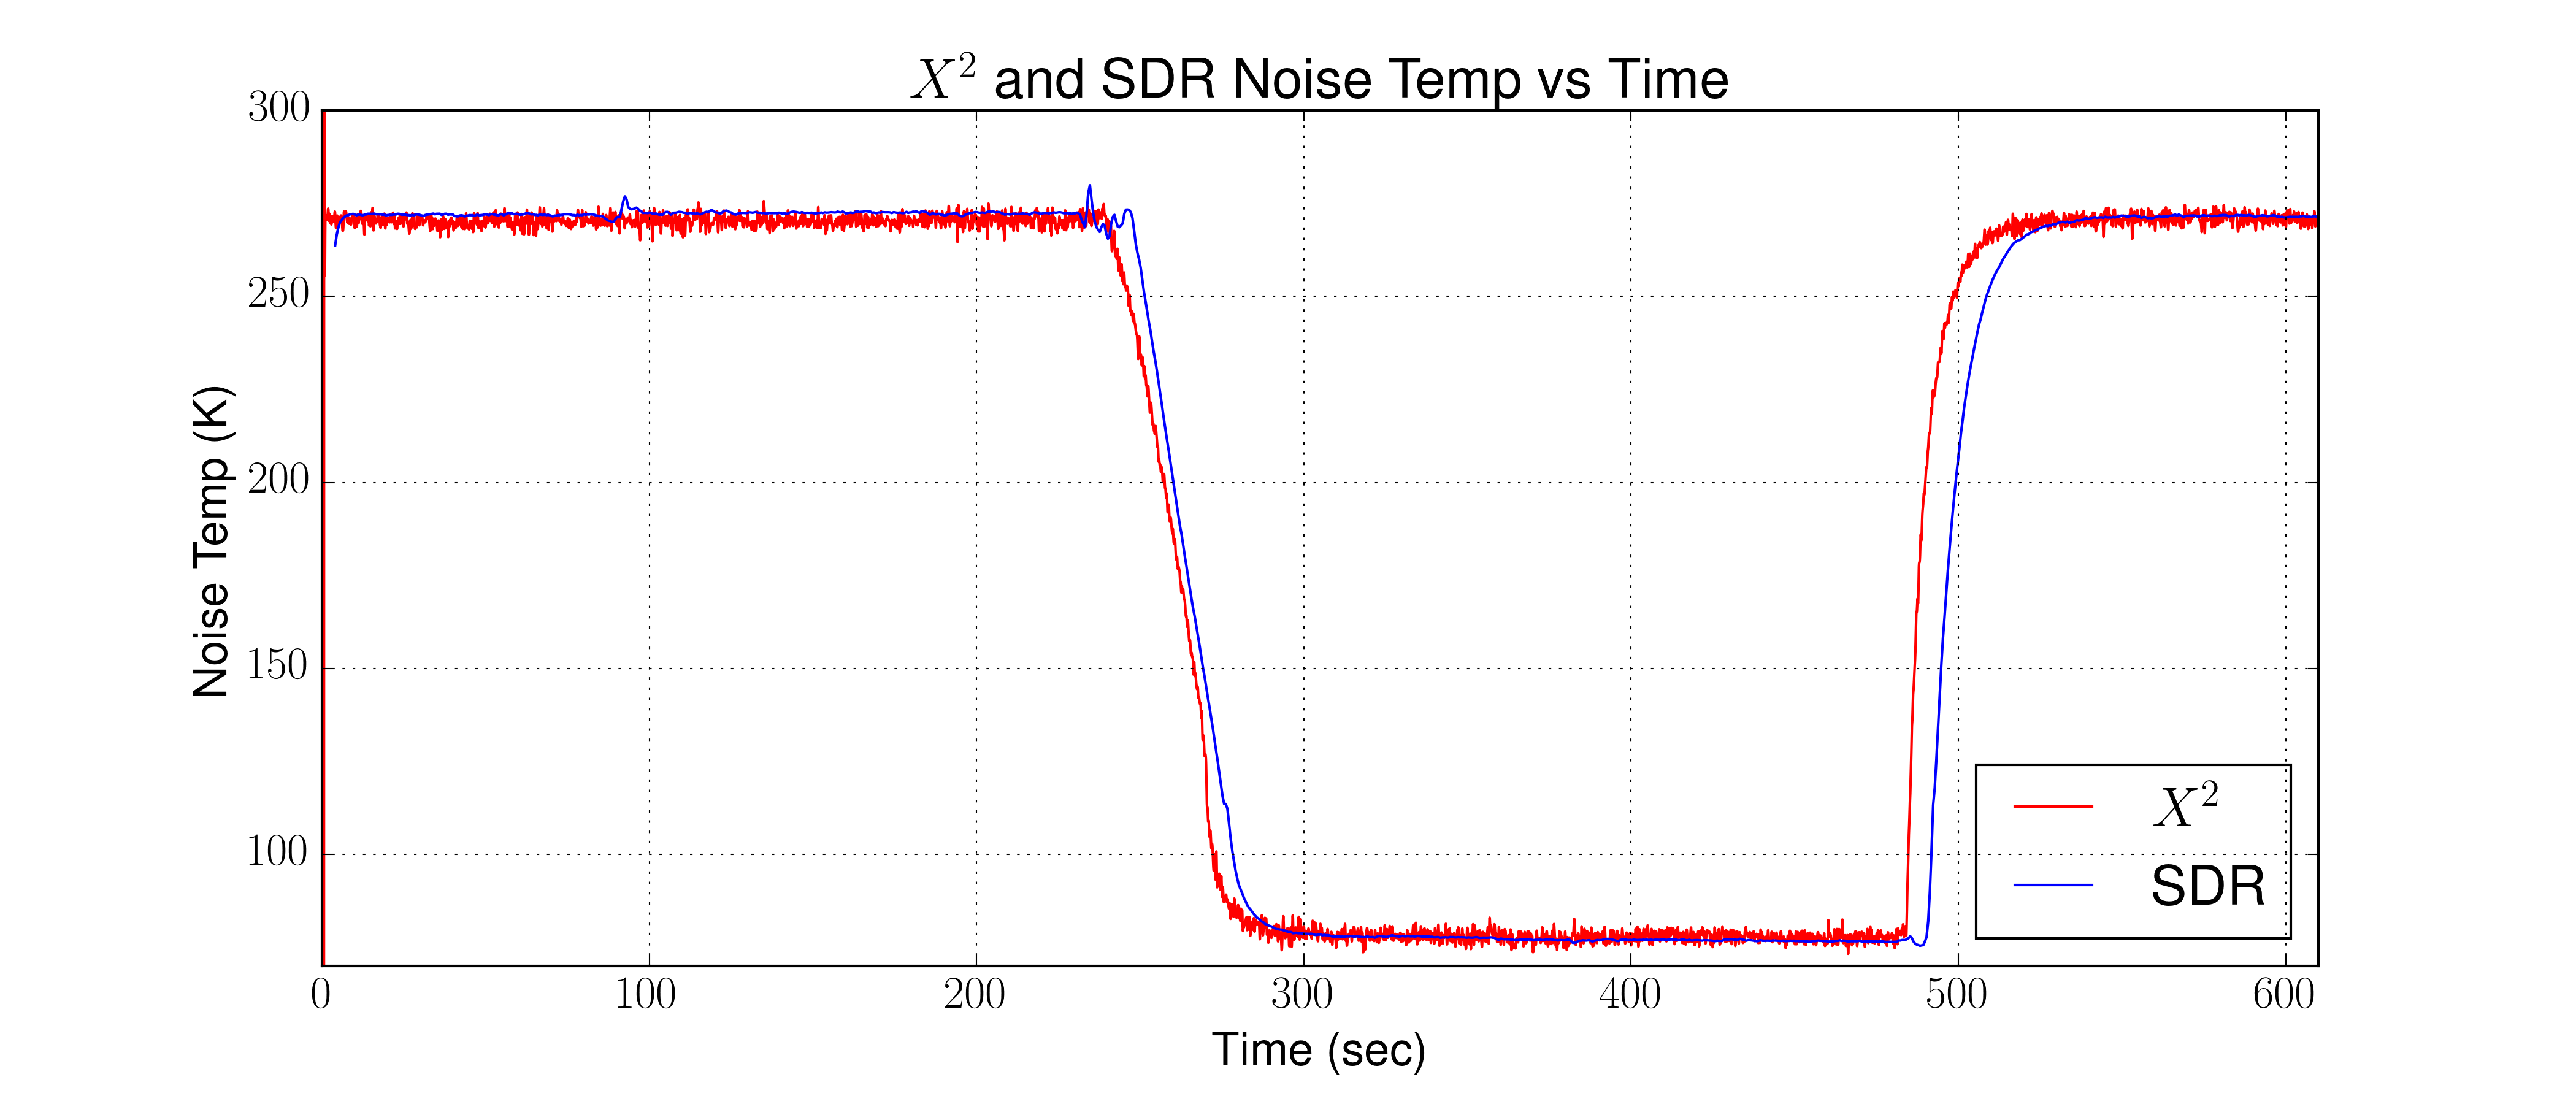 X² and SDR Noise Temp vs Time
300
250
200
150
100
Noise Temp (K)
0 100 200 300 400 500 600
Time (sec)
X²
SDR